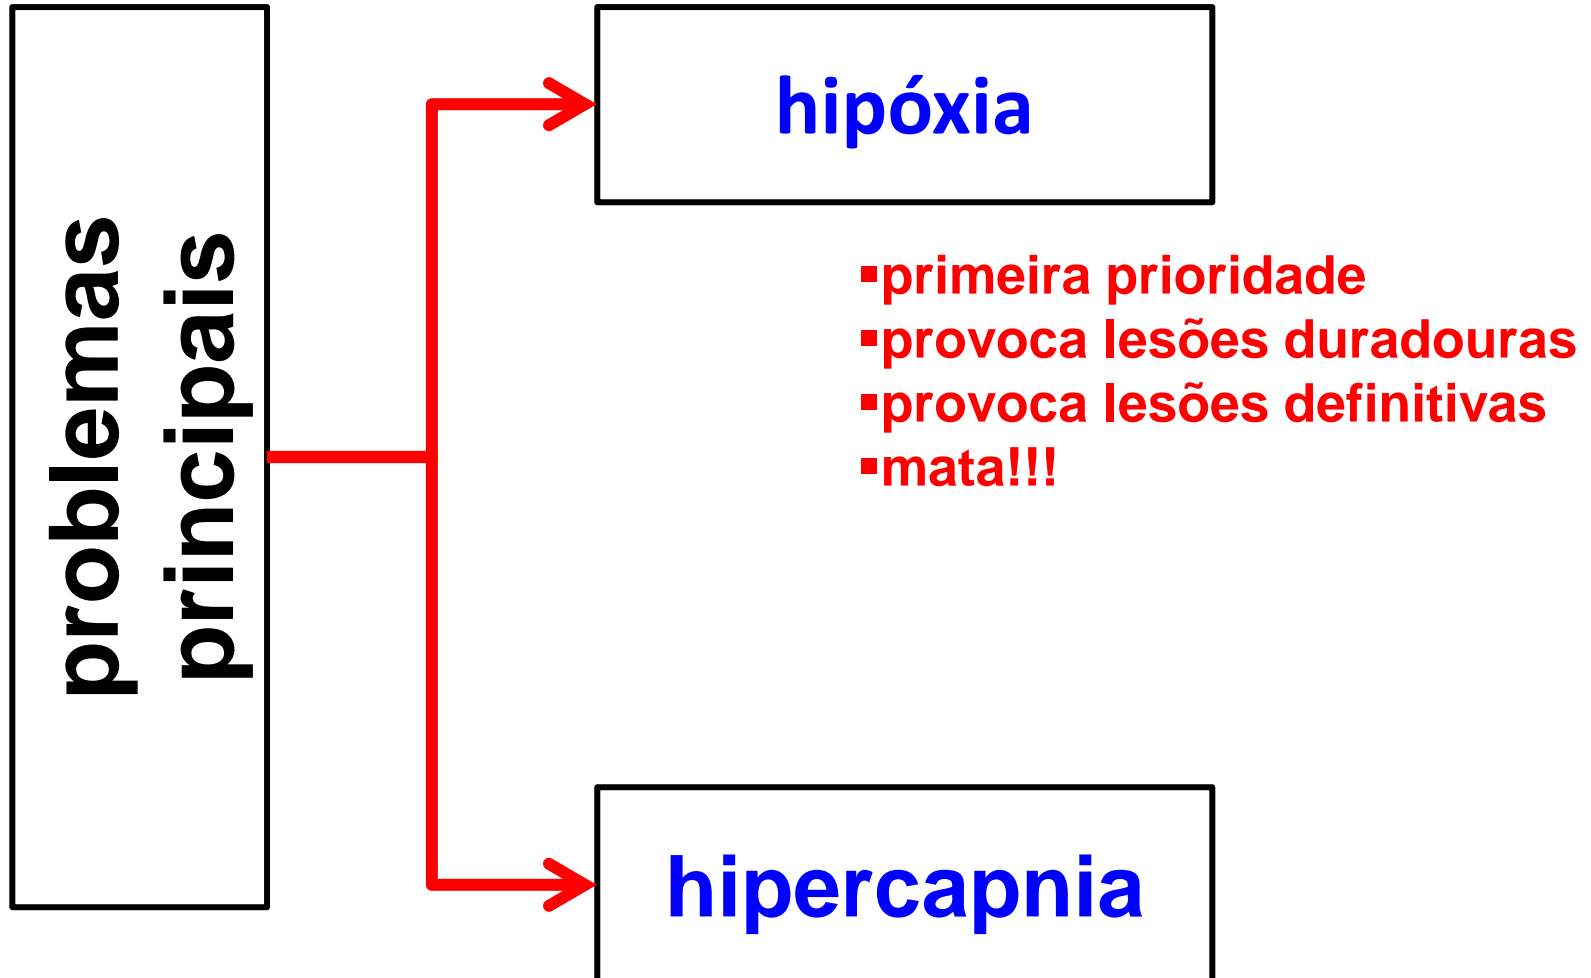 problemas
principais
hipóxia
▪primeira prioridade
▪provoca lesões duradouras
▪provoca lesões definitivas
▪mata!!!
hipercapnia